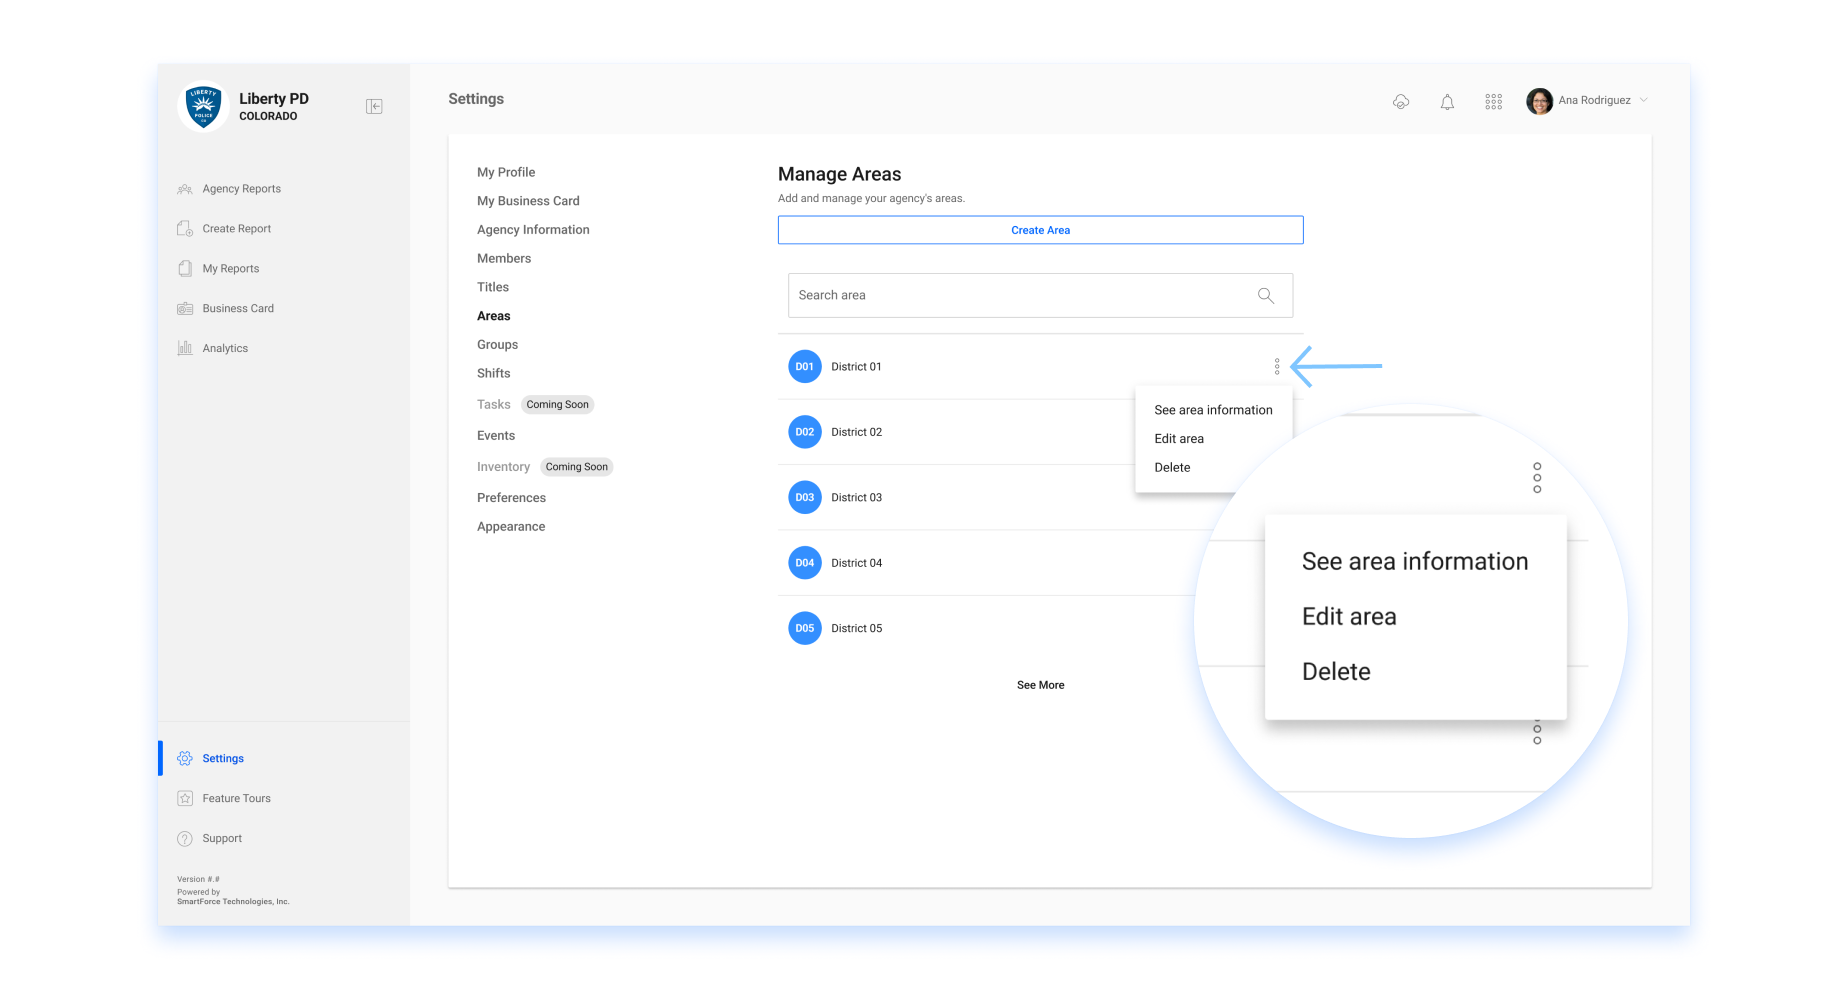 LIBERTY
POLICE
CO
Liberty PD
COLORADO
Agency Reports
Create Report
My Reports
Business Card
Analytics
Settings
Feature Tours
Support
Version #.#
Powered by
SmartForce Technologies, Inc.
Settings
Ana Rodriguez
My Profile
My Business Card
Agency Information
Members
Titles
Areas
Groups
Shifts
Tasks Coming Soon
Events
Inventory Coming Soon
Preferences
Appearance
Manage Areas
Add and manage your agency's areas.
Create Area
Search area
D01 District 01
D02 District 02
D03 District 03
D04 District 04
D05 District 05
See More
See area information
Edit area
Delete
See area information
Edit area
Delete